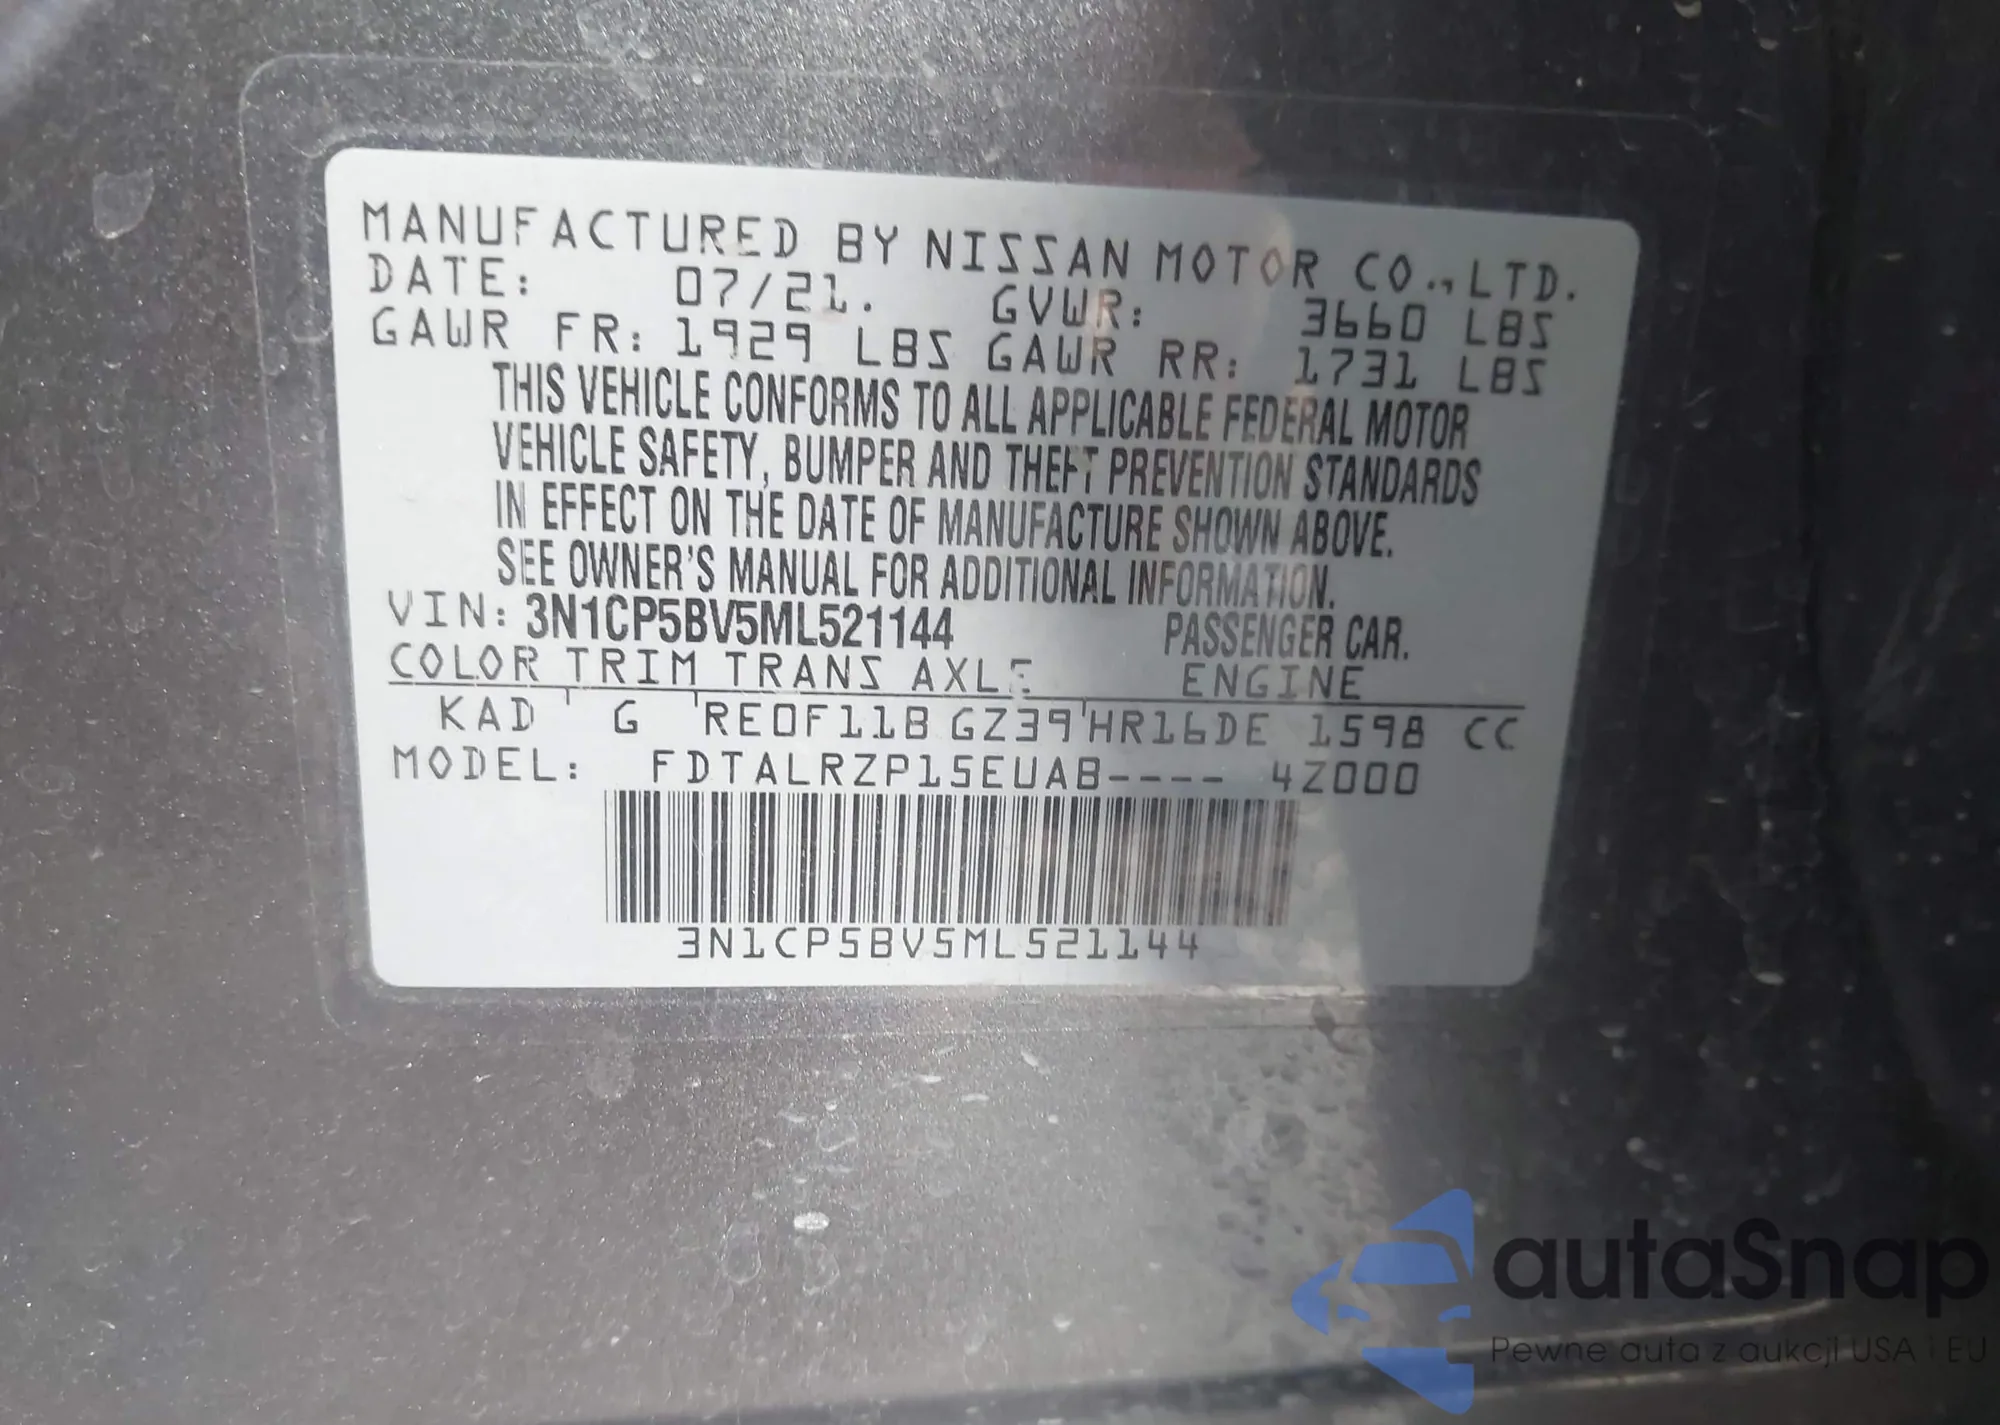 MANUFACTURED BY NISSAN MOTOR CO., LTD.
DATE: 07/21. GVWR: 3660 LBS
GAWR FR: 1929 LBS GAWR RR: 1731 LBS
THIS VEHICLE CONFORMS TO ALL APPLICABLE FEDERAL MOTOR
VEHICLE SAFETY, BUMPER AND THEFT PREVENTION STANDARDS
IN EFFECT ON THE DATE OF MANUFACTURE SHOWN ABOVE.
SEE OWNER'S MANUAL FOR ADDITIONAL INFORMATION.
VIN: 3N1CP5BV5ML521144 PASSENGER CAR.
COLOR TRIM TRANS AXLE ENGINE
KAD G RE0F11B GZ39 HR16DE 1598 CC
MODEL: FDTALRZP15EUAB---- 4Z000
3N1CP5BV5ML521144
autaSnap
Pewne auta z aukcji USA i EU